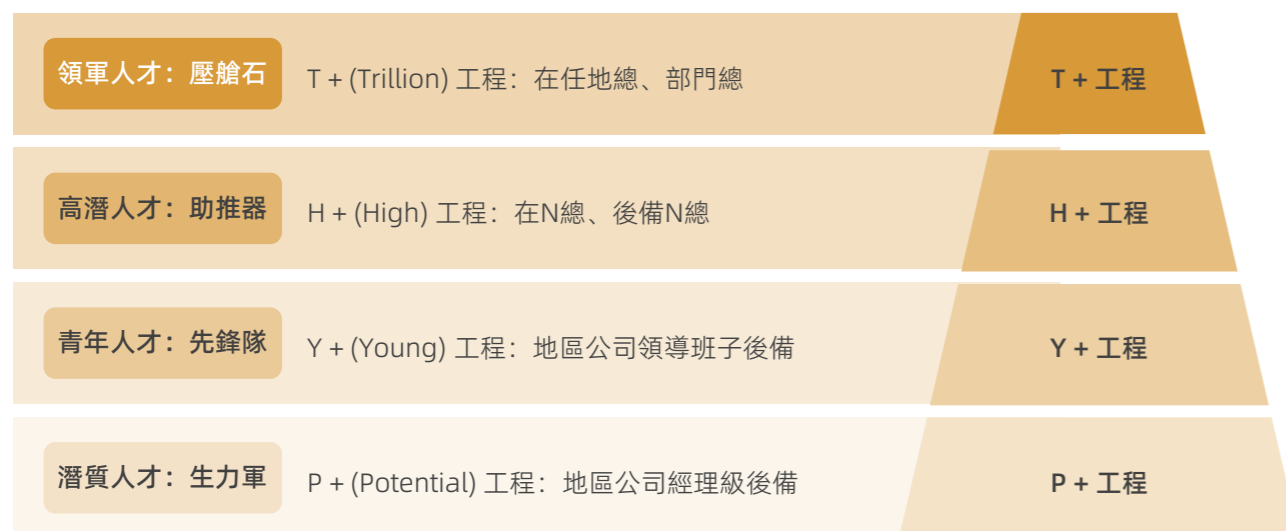 領軍人才：壓艙石
T + (Trillion) 工程：在任地總、部門總
T + 工程
高潛人才：助推器
H + (High) 工程：在N總、後備N總
H + 工程
青年人才：先鋒隊
Y + (Young) 工程：地區公司領導班子後備
Y + 工程
潛質人才：生力軍
P + (Potential) 工程：地區公司經理級後備
P + 工程